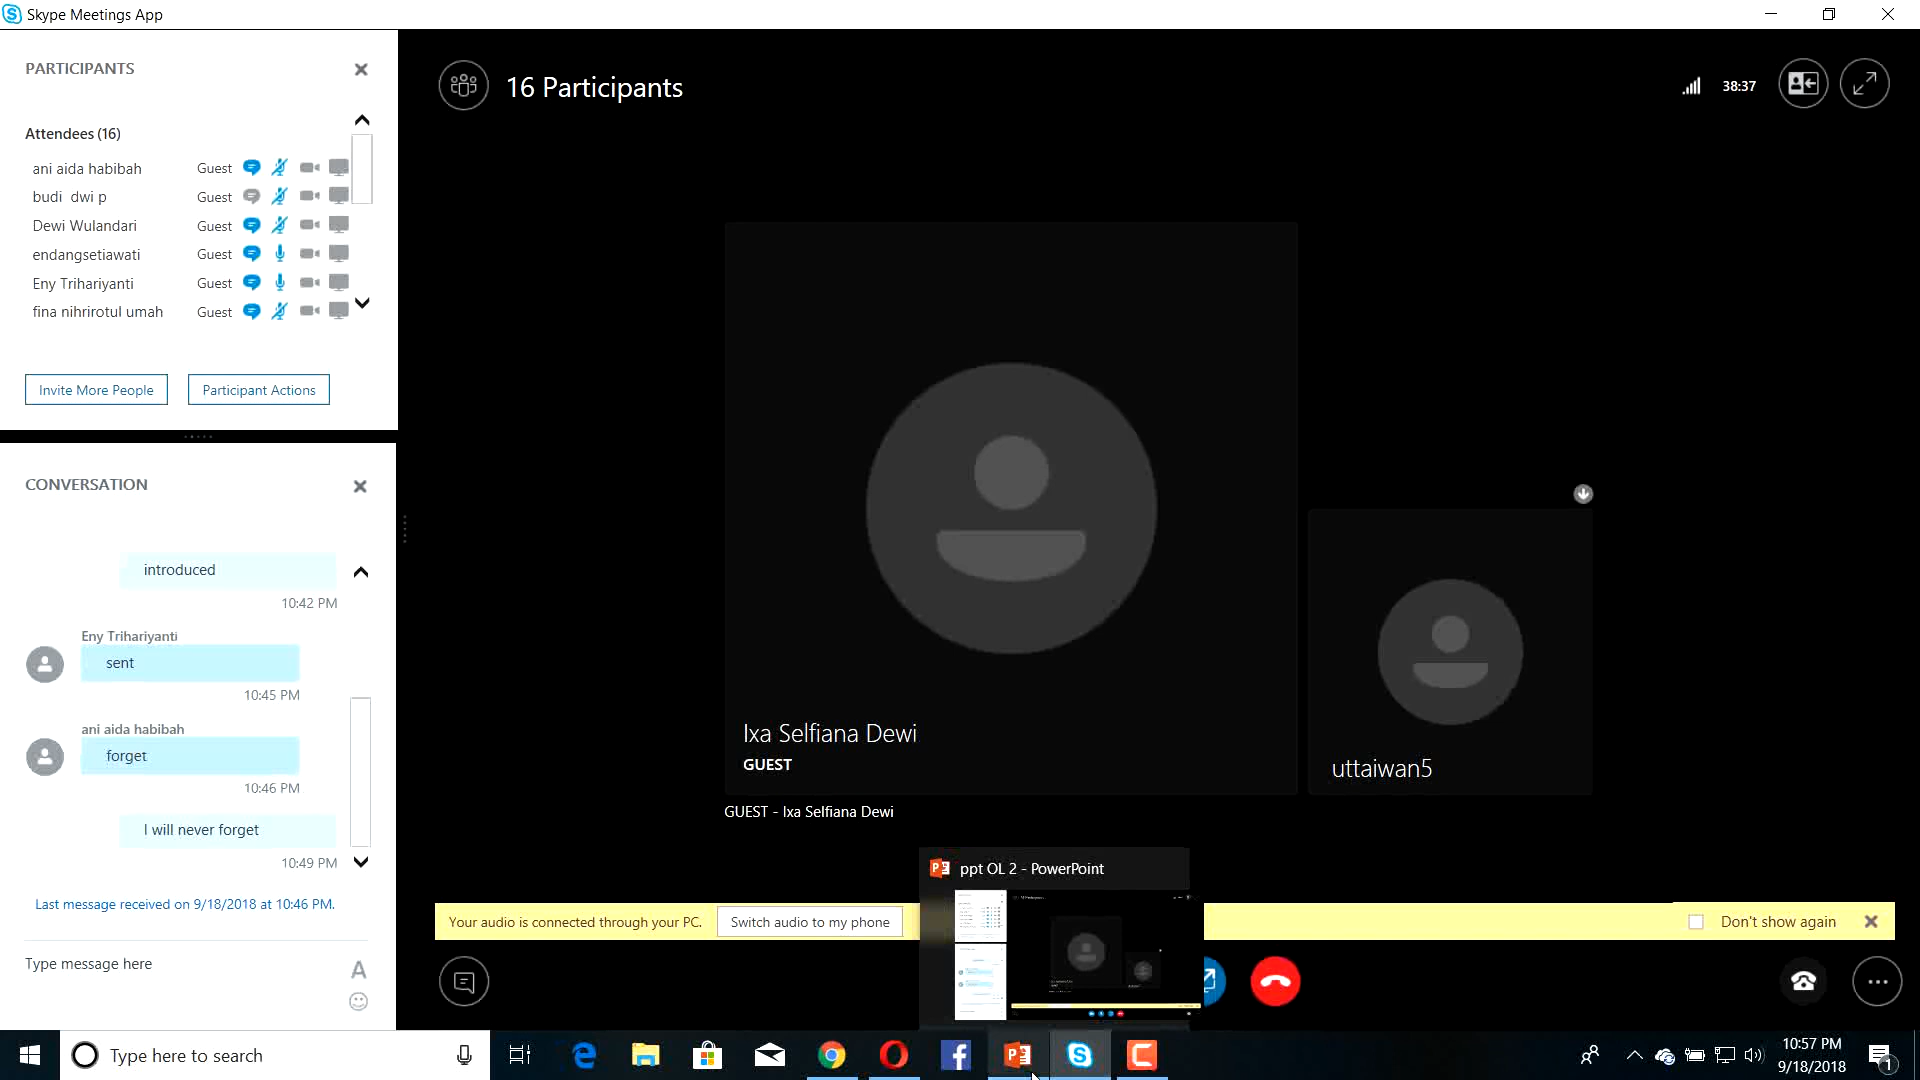 Skype Meetings App
PARTICIPANTS
Attendees (16)
ani aida habibah Guest
budi dwi p Guest
Dewi Wulandari Guest
endangsetiawati Guest
Eny Trihariyanti Guest
fina nihrirotul umah Guest
Invite More People Participant Actions
CONVERSATION
introduced
10:42 PM
Eny Trihariyanti
sent
10:45 PM
ani aida habibah
forget
10:46 PM
I will never forget
10:49 PM
Last message received on 9/18/2018 at 10:46 PM.
Type message here
A
16 Participants
38:37
Ixa Selfiana Dewi
GUEST
GUEST - Ixa Selfiana Dewi
uttaiwan5
ppt OL 2 - PowerPoint
Your audio is connected through your PC. Switch audio to my phone Don't show again
Type here to search
10:57 PM
9/18/2018
1